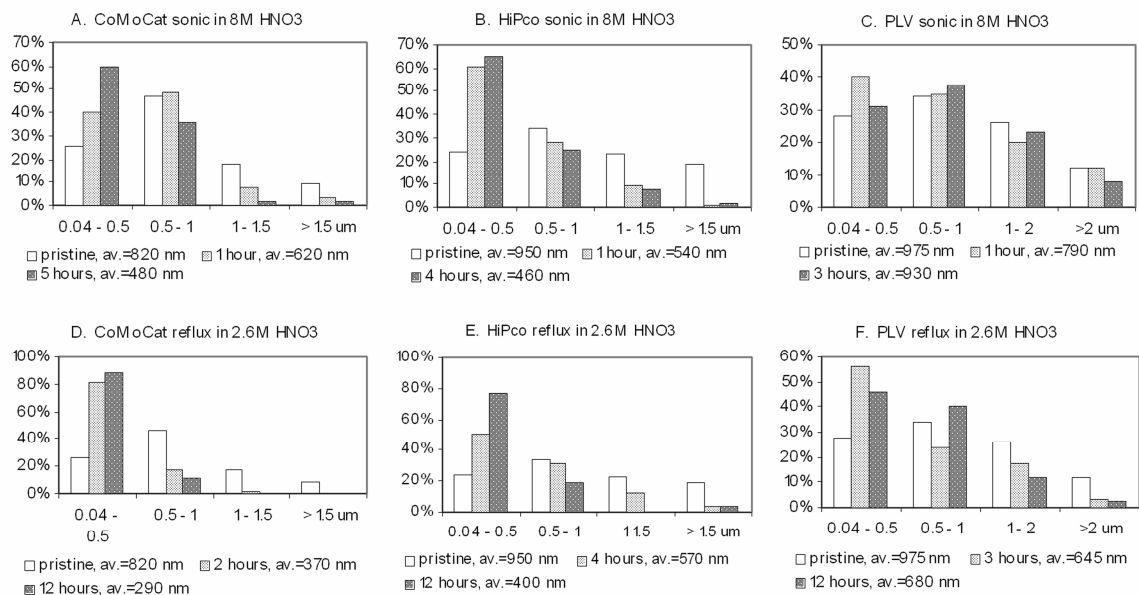 A. CoMoCat sonic in 8M HNO3
70%
60%
50%
40%
30%
20%
10%
0%
0.04 - 0.5
0.5 - 1
1 - 1.5
> 1.5 um
pristine, av.=820 nm
1 hour, av.=620 nm
5 hours, av.=480 nm
B. HiPco sonic in 8M HNO3
70%
60%
50%
40%
30%
20%
10%
0%
0.04 - 0.5
0.5 - 1
1 - 1.5
> 1.5 um
pristine, av.=950 nm
1 hour, av.=540 nm
4 hours, av.=460 nm
C. PLV sonic in 8M HNO3
50%
40%
30%
20%
10%
0%
0.04 - 0.5
0.5 - 1
1 - 2
>2 um
pristine, av.=975 nm
1 hour, av.=790 nm
3 hours, av.=930 nm
D. CoMoCat reflux in 2.6M HNO3
100%
80%
60%
40%
20%
0%
0.04 -
0.5
0.5 - 1
1 - 1.5
> 1.5 um
pristine, av.=820 nm
2 hours, av.=370 nm
12 hours, av.=290 nm
E. HiPco reflux in 2.6M HNO3
100%
80%
60%
40%
20%
0%
0.04 - 0.5
0.5 - 1
1 1.5
> 1.5 um
pristine, av.=950 nm
4 hours, av.=570 nm
12 hours, av.=400 nm
F. PLV reflux in 2.6M HNO3
60%
50%
40%
30%
20%
10%
0%
0.04 - 0.5
0.5 - 1
1 - 2
>2 um
pristine, av.=975 nm
3 hours, av.=645 nm
12 hours, av.=680 nm